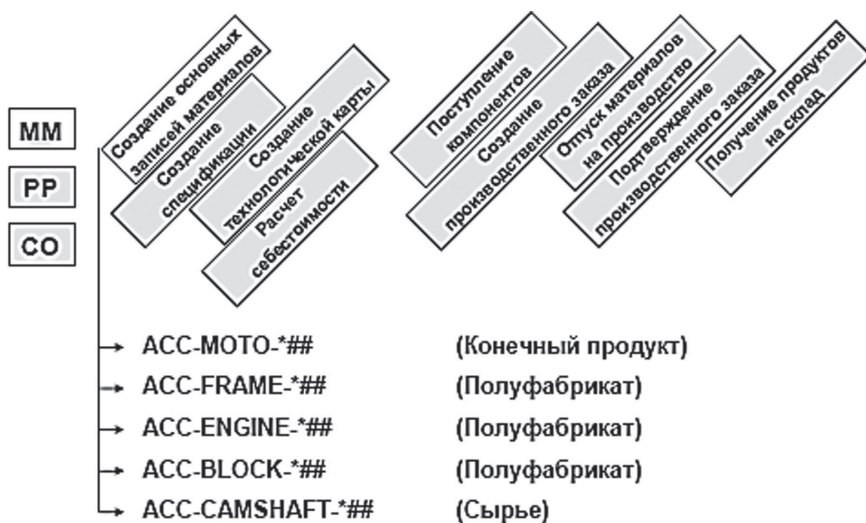 Создание основных
записей материалов
Создание
спецификации
Создание
технологической карты
Расчет
себестоимости
Поступление
компонентов
Создание
производственного заказа
Отпуск материалов
на производство
Подтверждение
производственного заказа
Получение продуктов
на склад
MM
PP
CO
ACC-MOTO-*## (Конечный продукт)
ACC-FRAME-*## (Полуфабрикат)
ACC-ENGINE-*## (Полуфабрикат)
ACC-BLOCK-*## (Полуфабрикат)
ACC-CAMSHAFT-*## (Сырье)